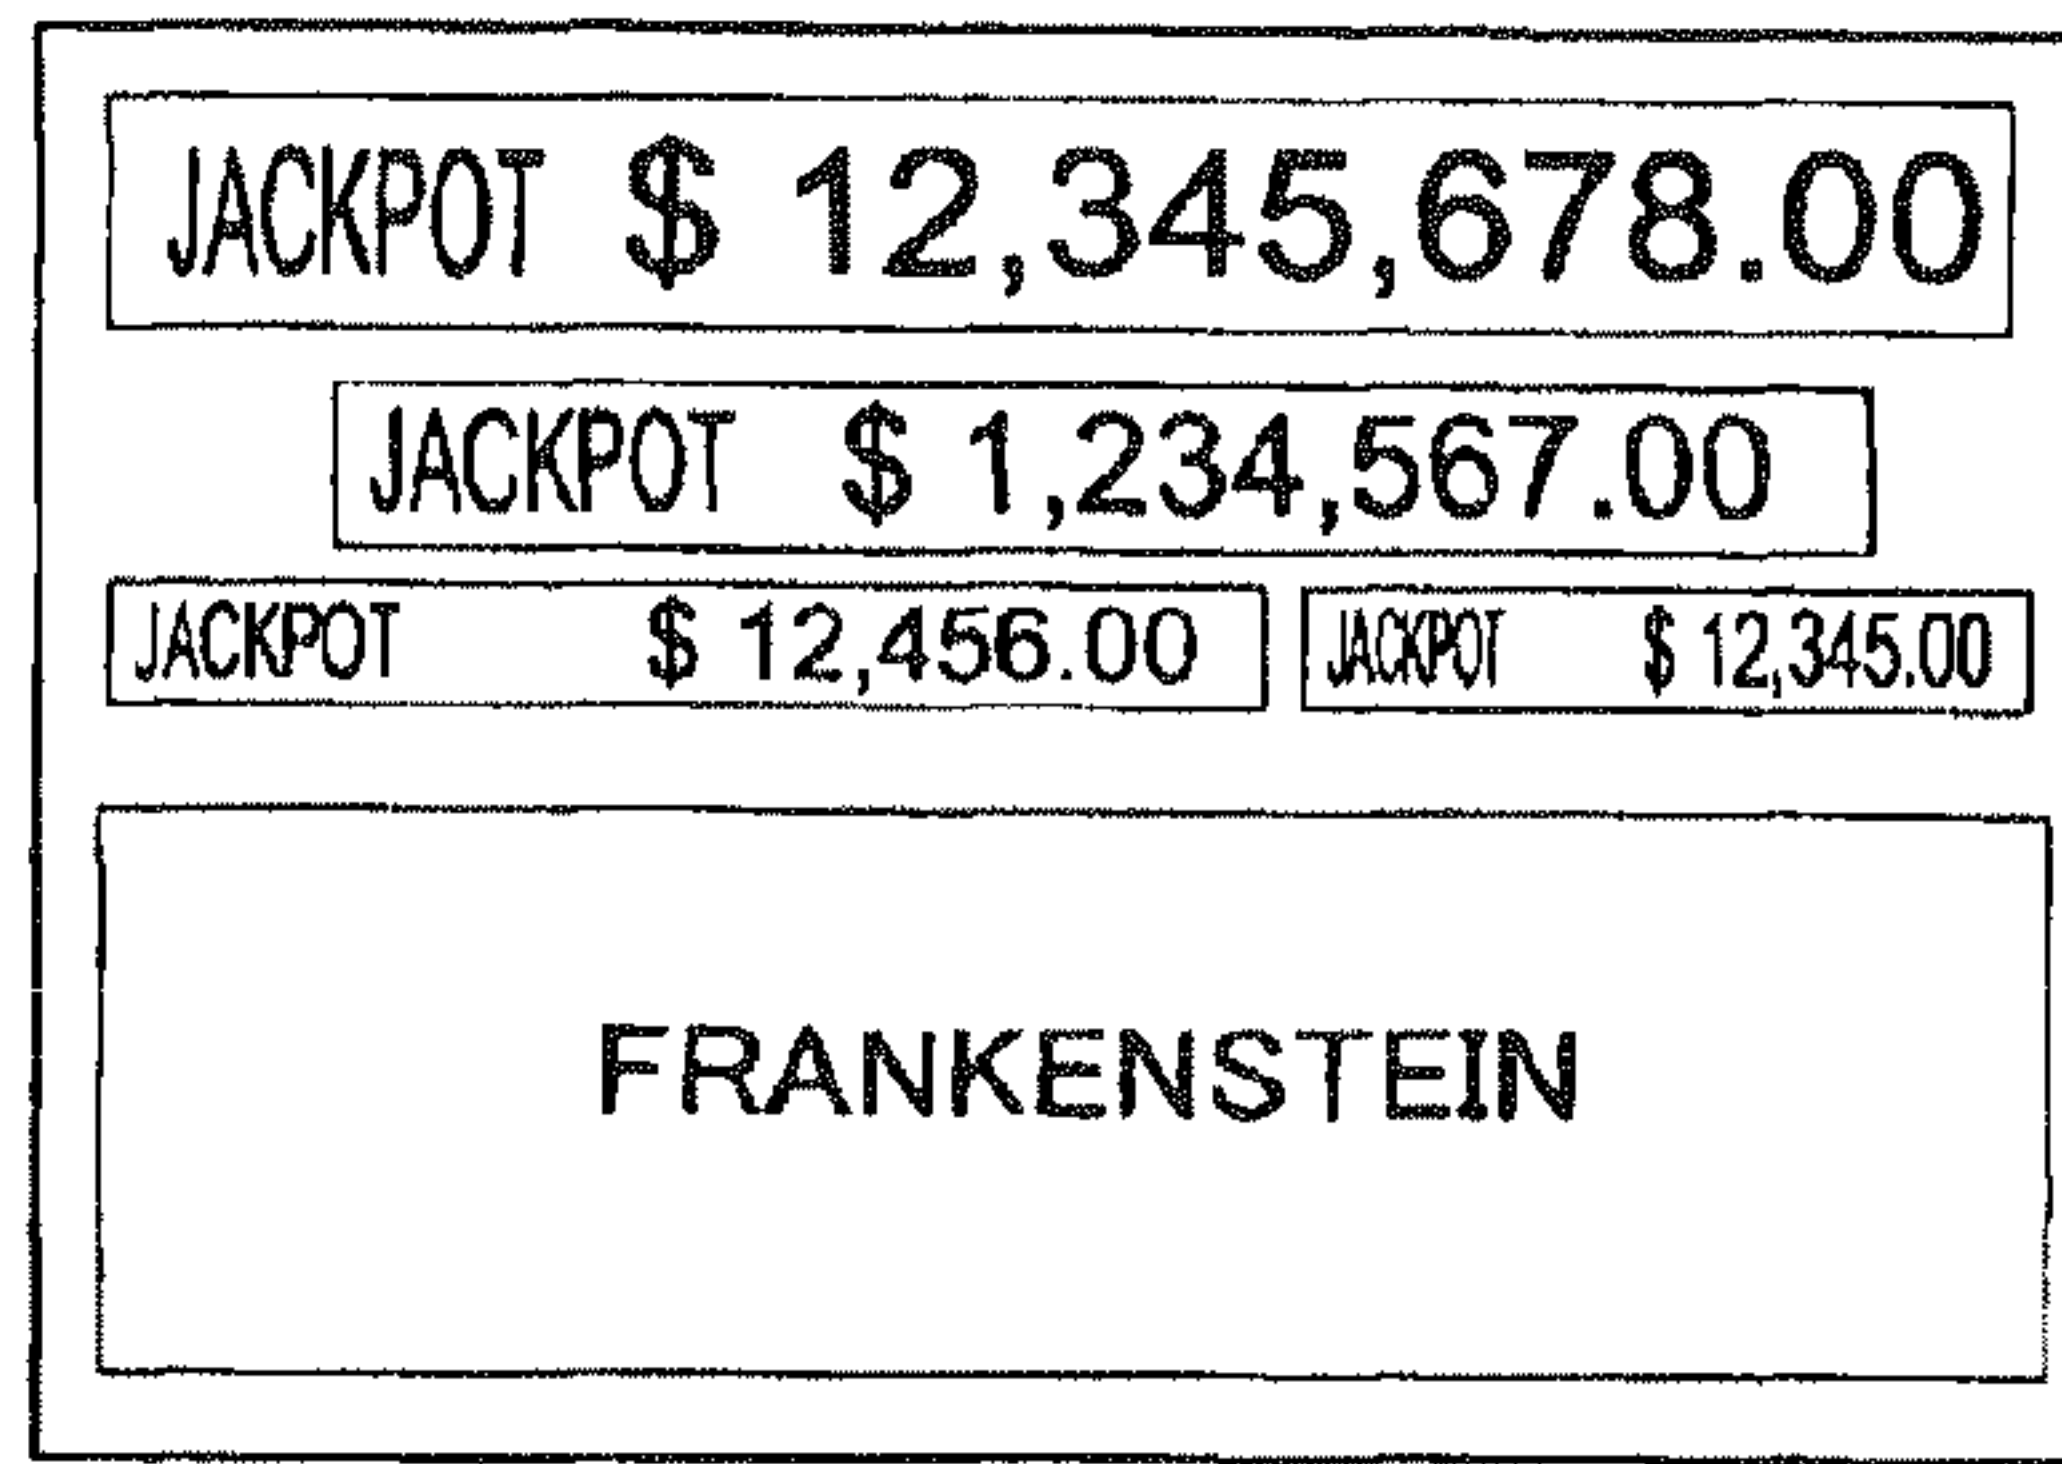 JACKPOT $ 12,345,678.00
JACKPOT $ 1,234,567.00
JACKPOT $ 12,456.00 JACKPOT $ 12,345.00
FRANKENSTEIN